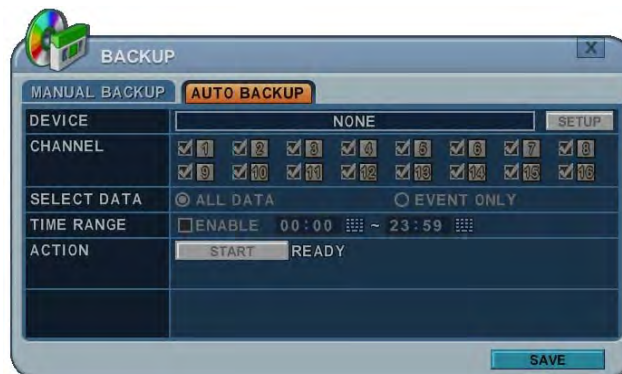 BACKUP
X
MANUAL BACKUP AUTO BACKUP
DEVICE NONE SETUP
CHANNEL 1 2 3 4 5 6 7 8
9 10 11 12 13 14 15 16
SELECT DATA ALL DATA EVENT ONLY
TIME RANGE ENABLE 00:00 ~ 23:59
ACTION START READY
SAVE